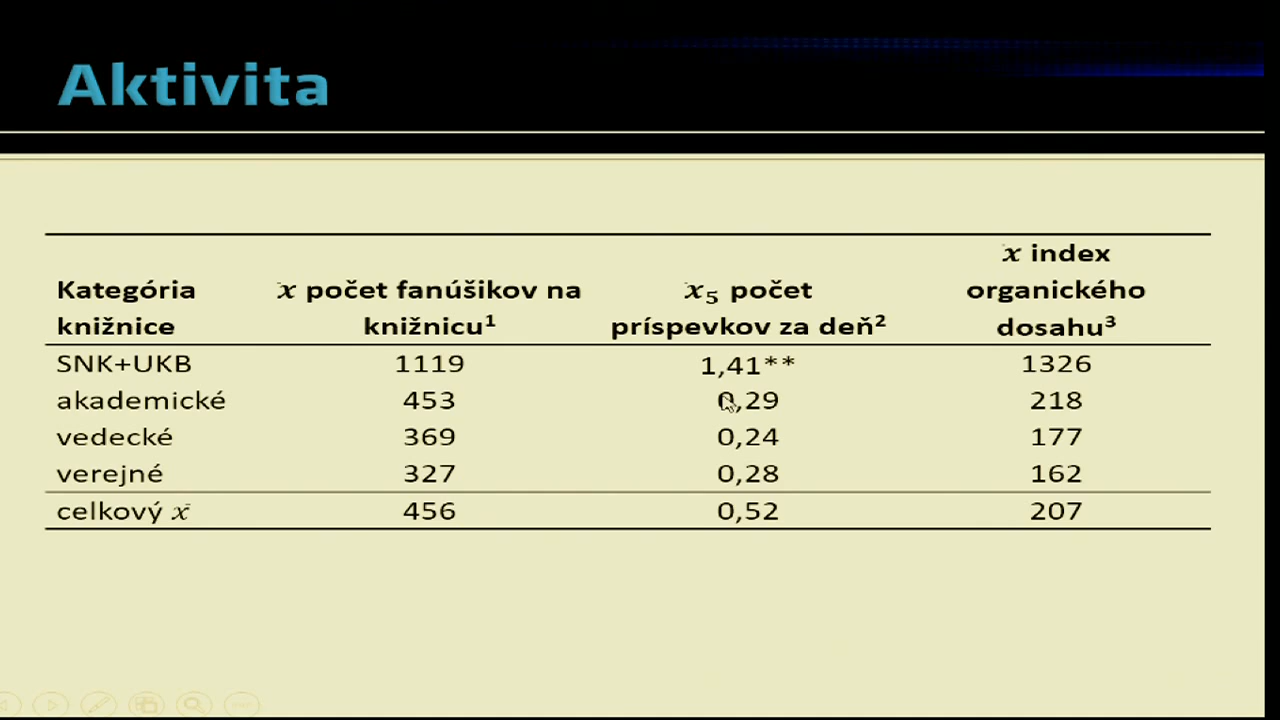 Aktivita
Kategória knižnice | x̄ počet fanúšikov na knižnicu¹ | x̄₅ počet príspevkov za deň² | x̄ index organického dosahu³
SNK+UKB | 1119 | 1,41** | 1326
akademické | 453 | 0,29 | 218
vedecké | 369 | 0,24 | 177
verejné | 327 | 0,28 | 162
celkový x̄ | 456 | 0,52 | 207